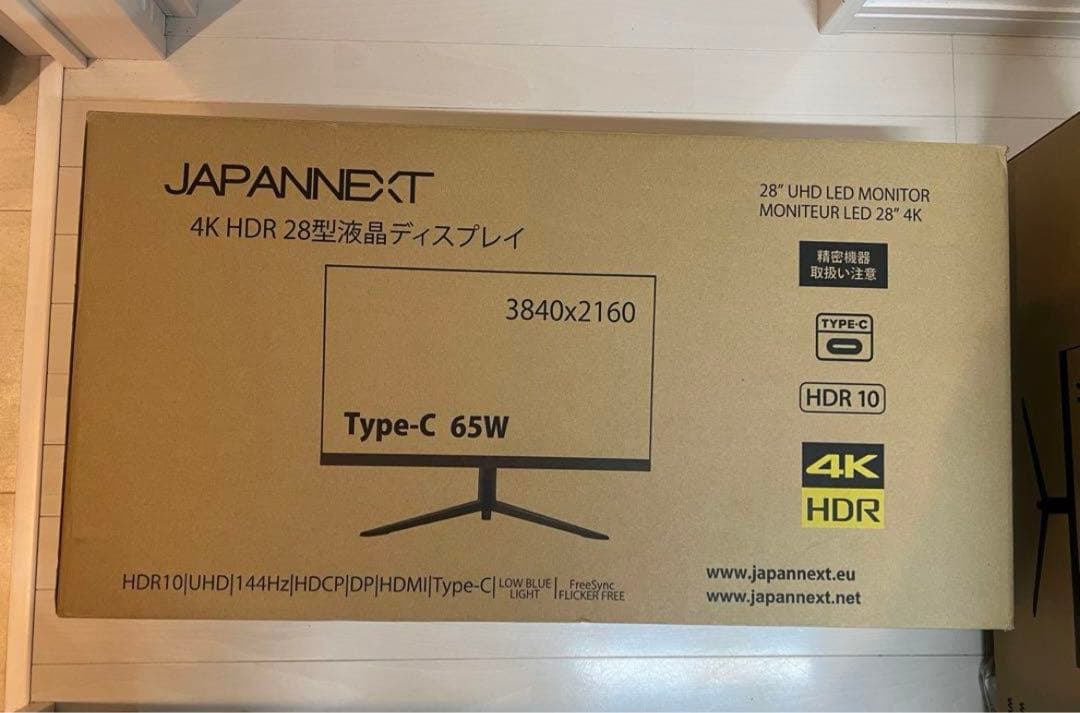 JAPANNEXT
4K HDR 28型液晶ディスプレイ
28" UHD LED MONITOR
MONITEUR LED 28" 4K
精密機器
取扱い注意
3840x2160
TYPE-C
HDR 10
Type-C 65W
4K
HDR
HDR10|UHD|144Hz|HDCP|DP|HDMI|Type-C|
LOW BLUE
LIGHT
|
FreeSync
FLICKER FREE
www.japannext.eu
www.japannext.net